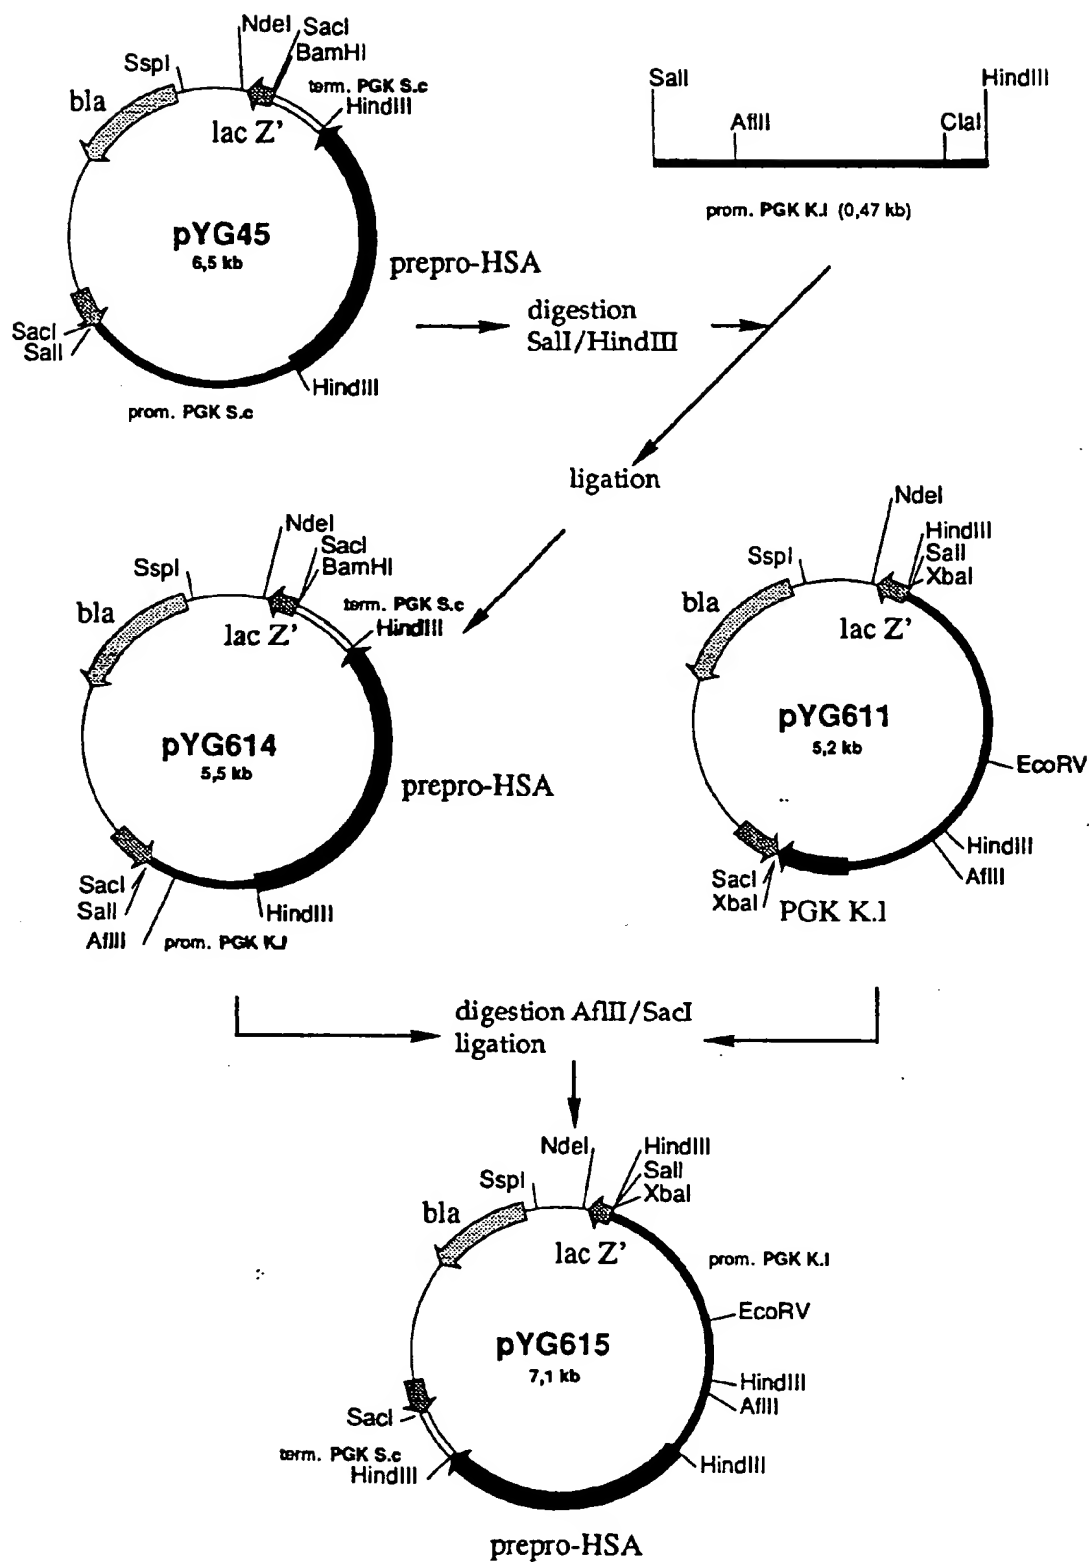 NdeI
SacI
BamHI
SspI
term. PGK S.c
HindIII
bla
lac Z'
pYG45
6,5 kb
prepro-HSA
SacI
SalI
HindIII
prom. PGK S.c
SalI
HindIII
AflII
ClaI
prom. PGK K.l (0,47 kb)
digestion
SalI/HindIII
ligation
NdeI
SacI
BamHI
SspI
term. PGK S.c
HindIII
bla
lac Z'
pYG614
5,5 kb
prepro-HSA
SacI
SalI
AflII
HindIII
prom. PGK K.l
NdeI
HindIII
SalI
XbaI
SspI
bla
lac Z'
pYG611
5,2 kb
EcoRV
HindIII
AflII
SacI
XbaI
PGK K.l
digestion AflII/SacI
ligation
NdeI
HindIII
SalI
XbaI
SspI
bla
lac Z'
prom. PGK K.l
EcoRV
pYG615
7,1 kb
HindIII
AflII
SacI
term. PGK S.c
HindIII
HindIII
prepro-HSA